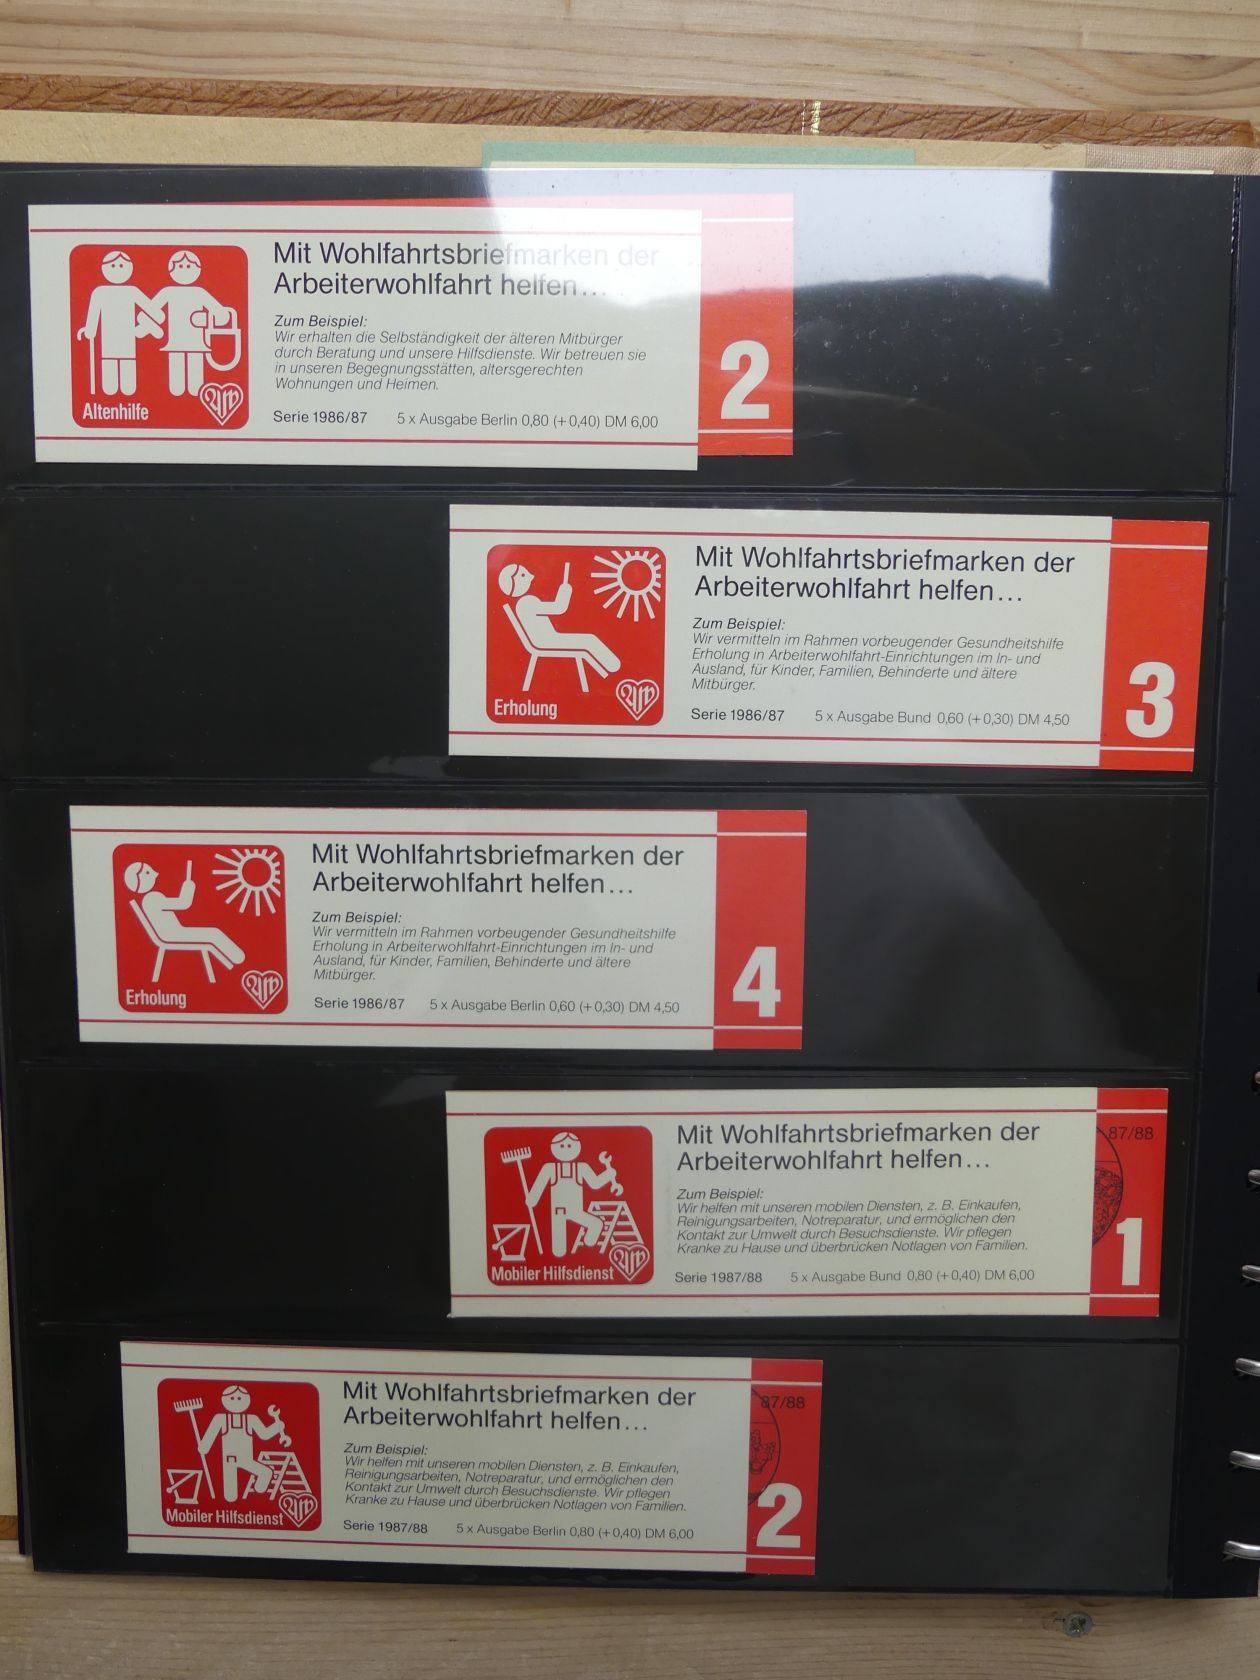 Mit Wohlfahrtsbriefmarken der
Arbeiterwohlfahrt helfen...
Zum Beispiel:
Wir erhalten die Selbständigkeit der älteren Mitbürger
durch Beratung und unsere Hilfsdienste. Wir betreuen sie
in unseren Begegnungsstätten, altersgerechten
Wohnungen und Heimen.
Altenhilfe
Serie 1986/87 5 x Ausgabe Berlin 0,80 (+0,40) DM 6,00
2
Mit Wohlfahrtsbriefmarken der
Arbeiterwohlfahrt helfen...
Zum Beispiel:
Wir vermitteln im Rahmen vorbeugender Gesundheitshilfe
Erholung in Arbeiterwohlfahrt-Einrichtungen im In- und
Ausland, für Kinder, Familien, Behinderte und ältere
Mitbürger.
Erholung
Serie 1986/87 5 x Ausgabe Bund 0,60 (+0,30) DM 4,50
3
Mit Wohlfahrtsbriefmarken der
Arbeiterwohlfahrt helfen...
Zum Beispiel:
Wir vermitteln im Rahmen vorbeugender Gesundheitshilfe
Erholung in Arbeiterwohlfahrt-Einrichtungen im In- und
Ausland, für Kinder, Familien, Behinderte und ältere
Mitbürger.
Erholung
Serie 1986/87 5 x Ausgabe Berlin 0,60 (+0,30) DM 4,50
4
Mit Wohlfahrtsbriefmarken der
Arbeiterwohlfahrt helfen...
Zum Beispiel:
Wir helfen mit unseren mobilen Diensten, z. B. Einkaufen,
Reinigungsarbeiten, Notreparatur, und ermöglichen den
Kontakt zur Umwelt durch Besuchsdienste. Wir pflegen
Kranke zu Hause und überbrücken Notlagen von Familien.
Mobiler Hilfsdienst
Serie 1987/88 5 x Ausgabe Bund 0,80 (+0,40) DM 6,00
87/88
1
Mit Wohlfahrtsbriefmarken der
Arbeiterwohlfahrt helfen...
Zum Beispiel:
Wir helfen mit unseren mobilen Diensten, z. B. Einkaufen,
Reinigungsarbeiten, Notreparatur, und ermöglichen den
Kontakt zur Umwelt durch Besuchsdienste. Wir pflegen
Kranke zu Hause und überbrücken Notlagen von Familien.
Mobiler Hilfsdienst
Serie 1987/88 5 x Ausgabe Berlin 0,80 (+0,40) DM 6,00
87/88
2